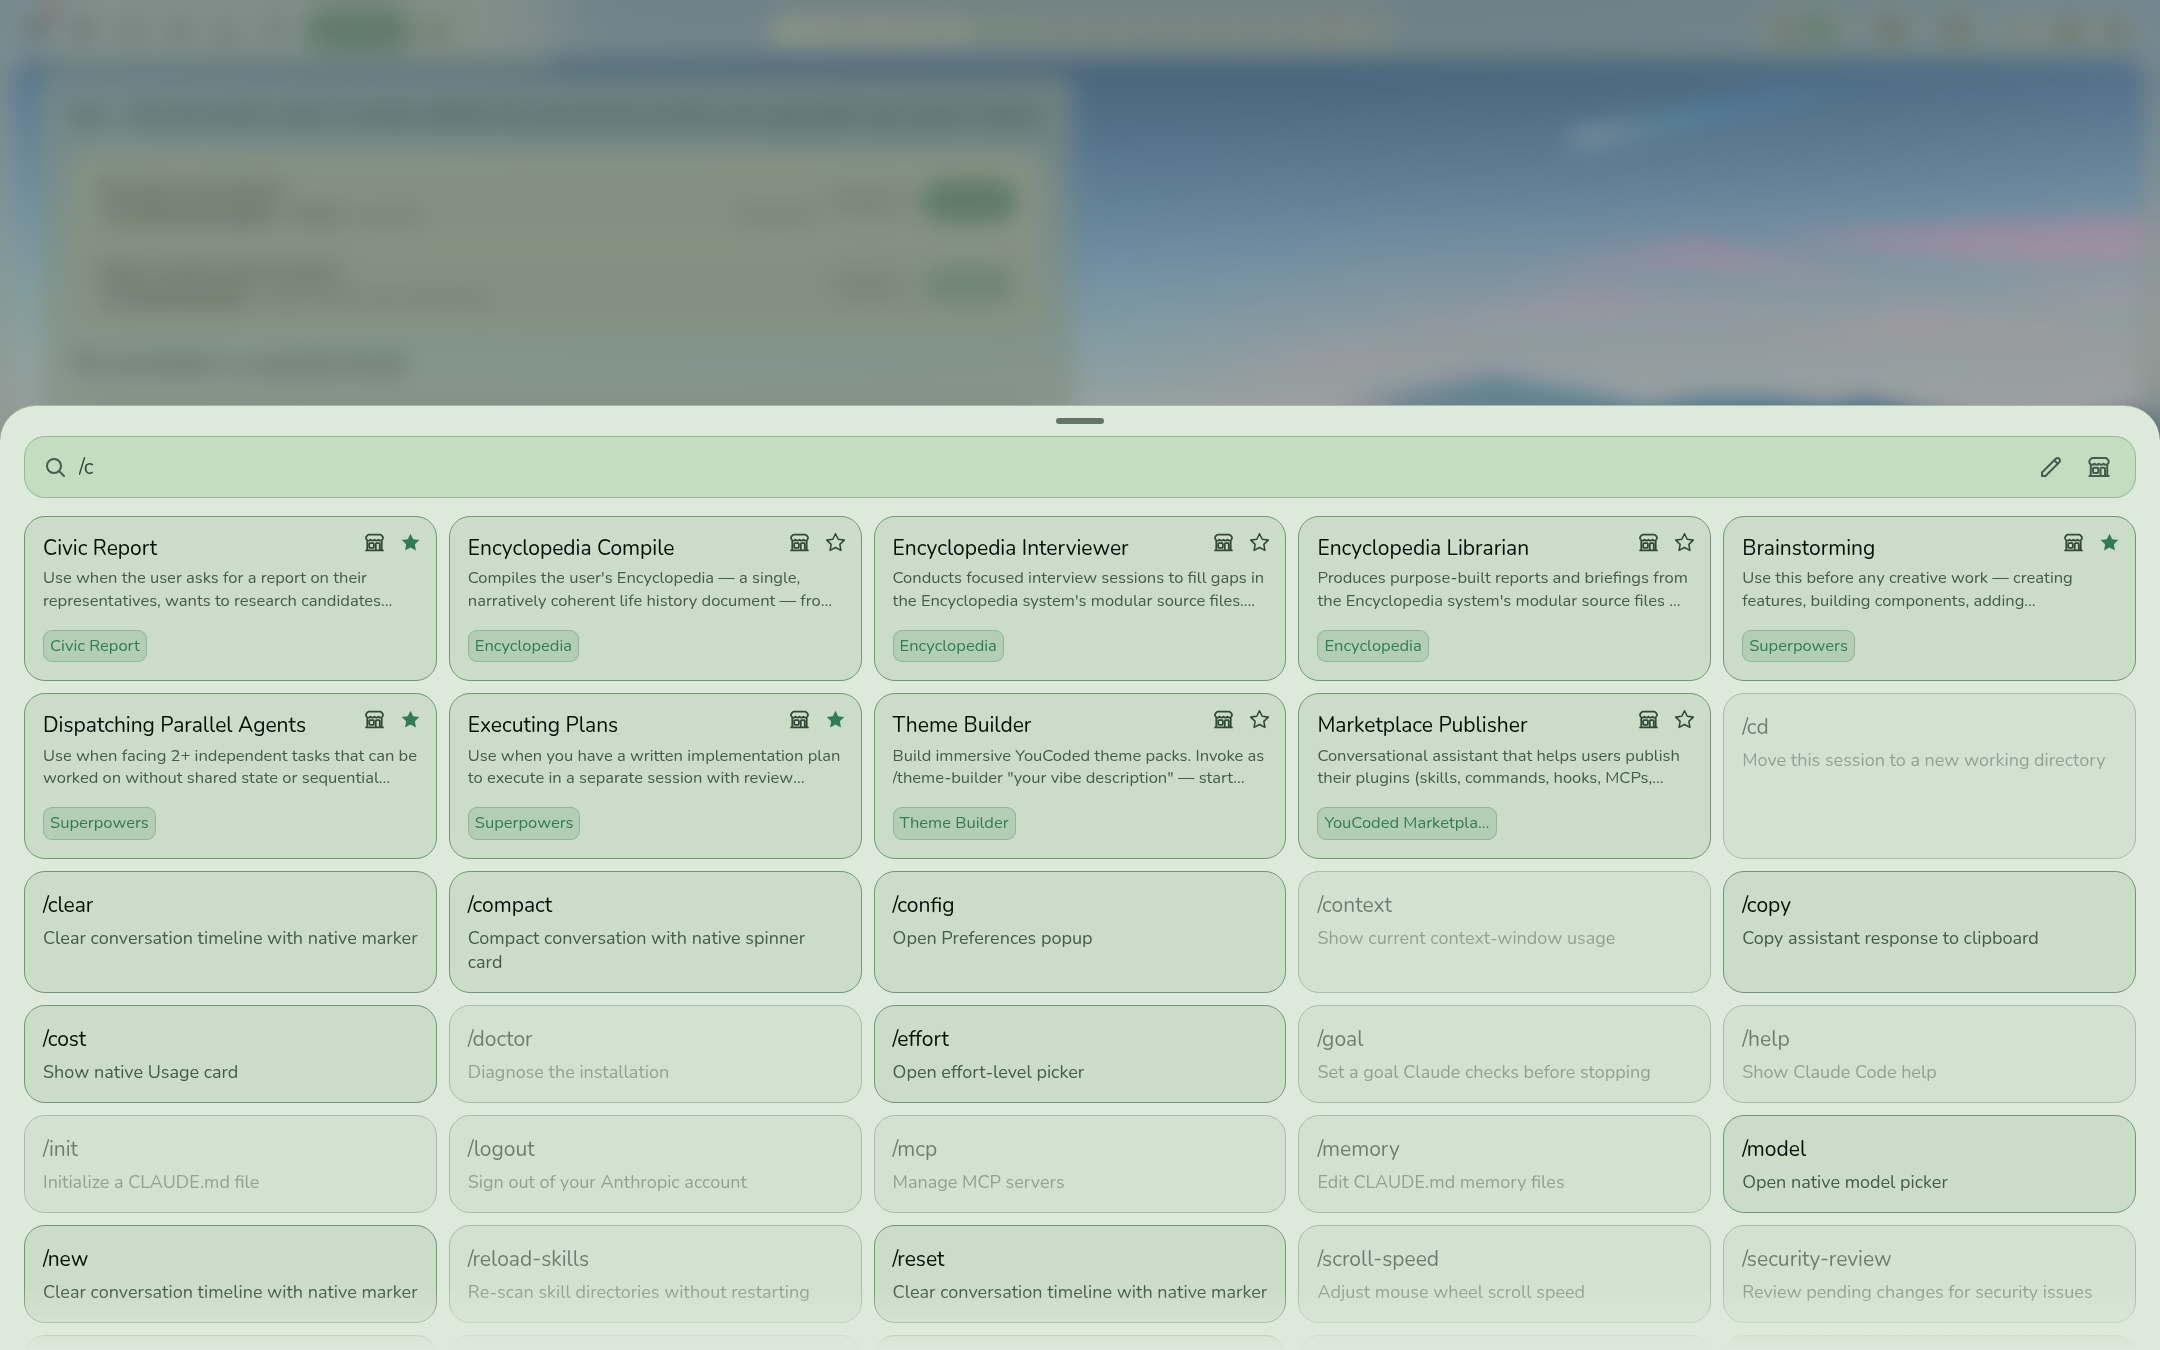 /c
Civic Report
Use when the user asks for a report on their
representatives, wants to research candidates...
Civic Report
Encyclopedia Compile
Compiles the user's Encyclopedia — a single,
narratively coherent life history document — fro...
Encyclopedia
Encyclopedia Interviewer
Conducts focused interview sessions to fill gaps in
the Encyclopedia system's modular source files....
Encyclopedia
Encyclopedia Librarian
Produces purpose-built reports and briefings from
the Encyclopedia system's modular source files ...
Encyclopedia
Brainstorming
Use this before any creative work — creating
features, building components, adding...
Superpowers
Dispatching Parallel Agents
Use when facing 2+ independent tasks that can be
worked on without shared state or sequential...
Superpowers
Executing Plans
Use when you have a written implementation plan
to execute in a separate session with review...
Superpowers
Theme Builder
Build immersive YouCoded theme packs. Invoke as
/theme-builder "your vibe description" — start...
Theme Builder
Marketplace Publisher
Conversational assistant that helps users publish
their plugins (skills, commands, hooks, MCPs,...
YouCoded Marketpla...
/cd
Move this session to a new working directory
/clear
Clear conversation timeline with native marker
/compact
Compact conversation with native spinner
card
/config
Open Preferences popup
/context
Show current context-window usage
/copy
Copy assistant response to clipboard
/cost
Show native Usage card
/doctor
Diagnose the installation
/effort
Open effort-level picker
/goal
Set a goal Claude checks before stopping
/help
Show Claude Code help
/init
Initialize a CLAUDE.md file
/logout
Sign out of your Anthropic account
/mcp
Manage MCP servers
/memory
Edit CLAUDE.md memory files
/model
Open native model picker
/new
Clear conversation timeline with native marker
/reload-skills
Re-scan skill directories without restarting
/reset
Clear conversation timeline with native marker
/scroll-speed
Adjust mouse wheel scroll speed
/security-review
Review pending changes for security issues